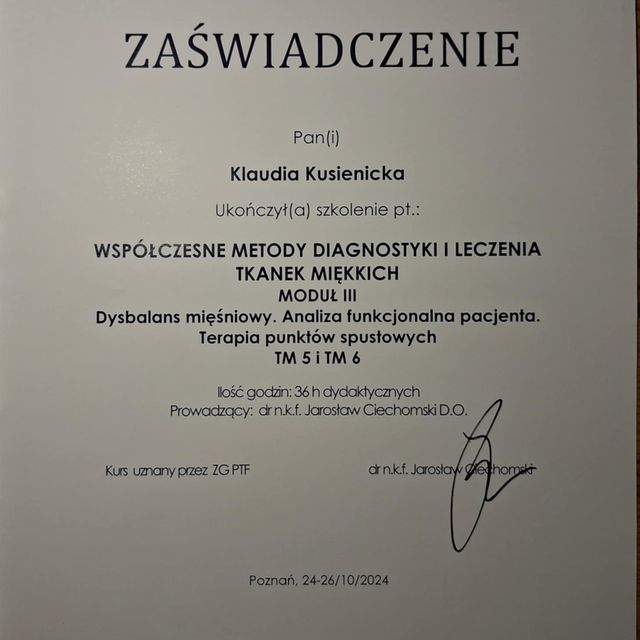 ZAŚWIADCZENIE
Pan(i)
Klaudia Kusienicka
Ukończył(a) szkolenie pt.:
WSPÓŁCZESNE METODY DIAGNOSTYKI I LECZENIA
TKANEK MIĘKKICH
MODUŁ III
Dysbalans mięśniowy. Analiza funkcjonalna pacjenta.
Terapia punktów spustowych
TM 5 i TM 6
Ilość godzin: 36 h dydaktycznych
Prowadzący: dr n.k.f. Jarosław Ciechomski D.O.
Kurs uznany przez ZG PTF
dr n.k.f. Jarosław Ciechomski
Poznań, 24-26/10/2024